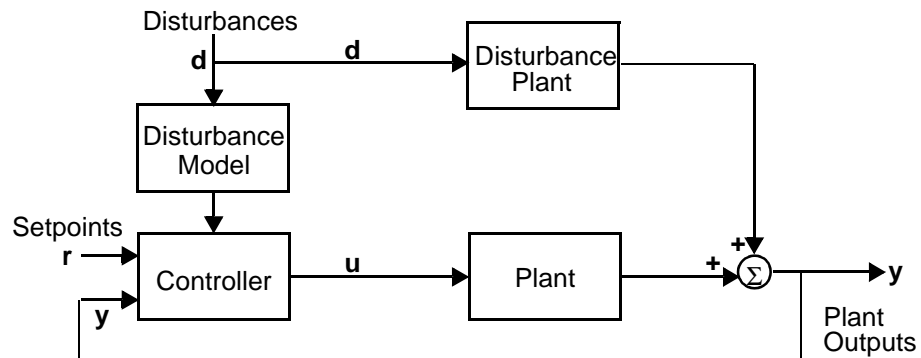 Disturbances
d
d
Disturbance
Plant
Disturbance
Model
Setpoints
r
y
Controller
u
Plant
+
+
Σ
y
Plant
Outputs